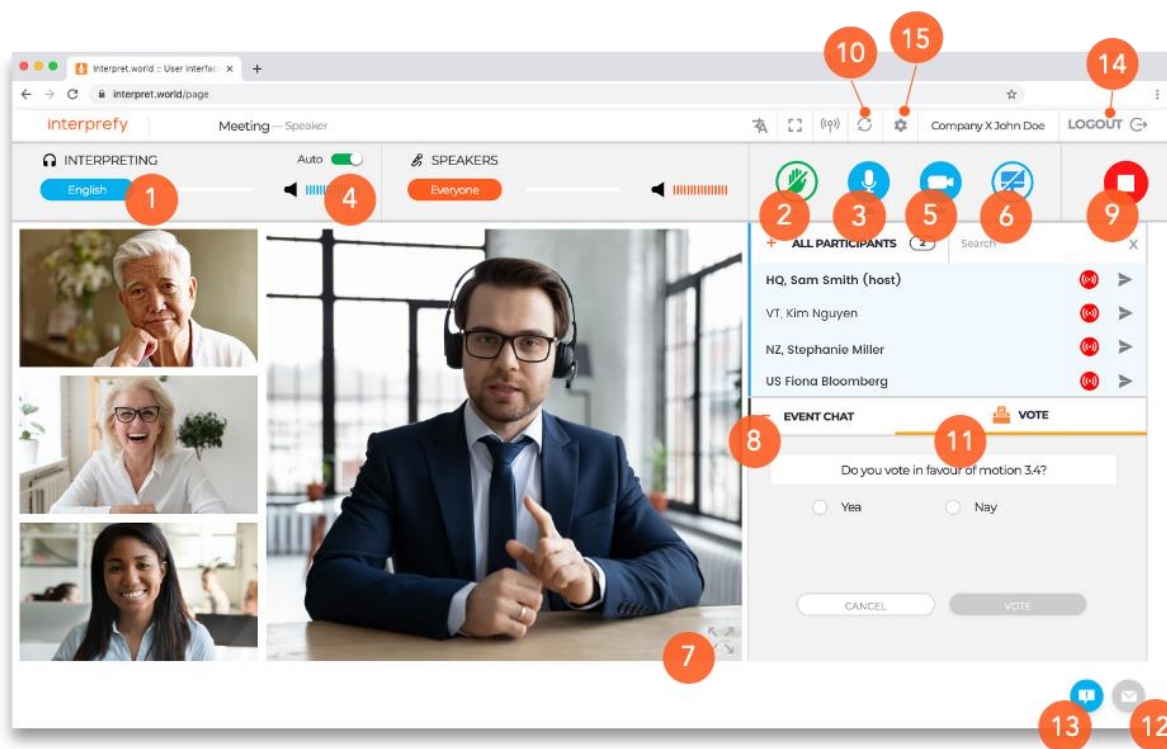 10
15
14
Interpret.world :: User Interfac
interpret.world/page
interprefy
Meeting — Speaker
Company X John Doe
LOGOUT
INTERPRETING
Auto
SPEAKERS
English
1
4
Everyone
2
3
5
6
9
ALL PARTICIPANTS
2
Search
X
HQ, Sam Smith (host)
VT, Kim Nguyen
NZ, Stephanie Miller
US Fiona Bloomberg
EVENT CHAT
VOTE
8
11
Do you vote in favour of motion 3.4?
Yea
Nay
CANCEL
VOTE
7
13
12